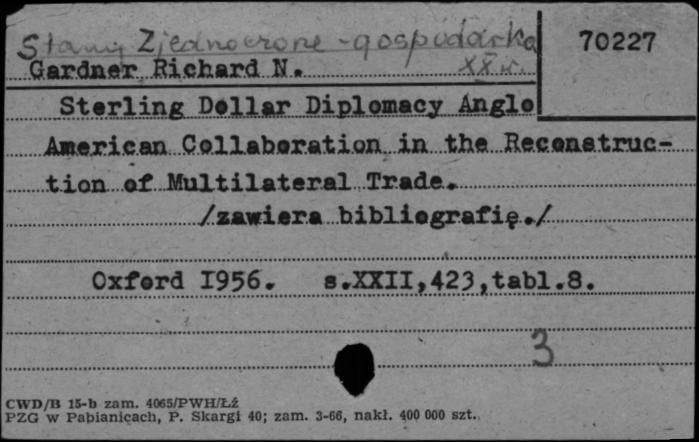 Stany Zjednoczone - gospodarka
XX w.
70227
Gardner Richard N.
Sterling Dollar Diplomacy Anglo
American Collaboration in the Reconstruc-
tion of Multilateral Trade.
/zawiera bibliografię./
Oxford I956. s.XXII,423,tabl.8.
3
CWD/B 15-b zam. 4065/PWH/Łź
PZG w Pabianicach, P. Skargi 40; zam. 3-66, nakł. 400 000 szt.